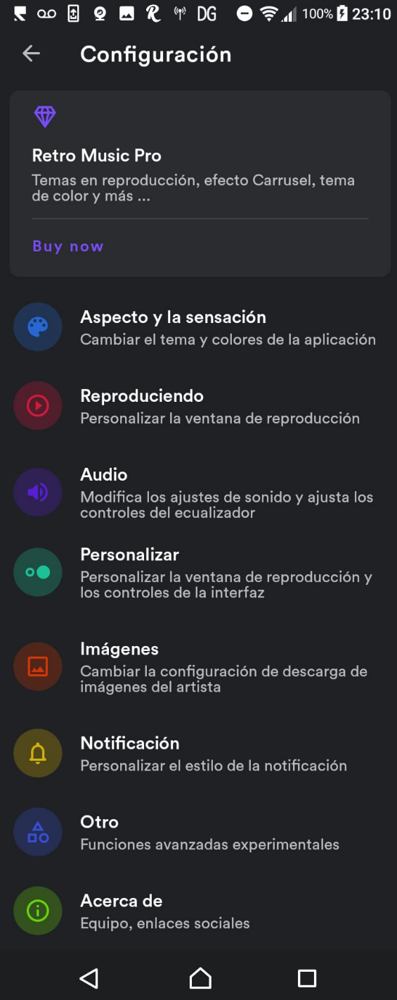 DG 100% 23:10
Configuración
Retro Music Pro
Temas en reproducción, efecto Carrusel, tema
de color y más ...
Buy now
Aspecto y la sensación
Cambiar el tema y colores de la aplicación
Reproduciendo
Personalizar la ventana de reproducción
Audio
Modifica los ajustes de sonido y ajusta los
controles del ecualizador
Personalizar
Personalizar la ventana de reproducción y
los controles de la interfaz
Imágenes
Cambiar la configuración de descarga de
imágenes del artista
Notificación
Personalizar el estilo de la notificación
Otro
Funciones avanzadas experimentales
Acerca de
Equipo, enlaces sociales